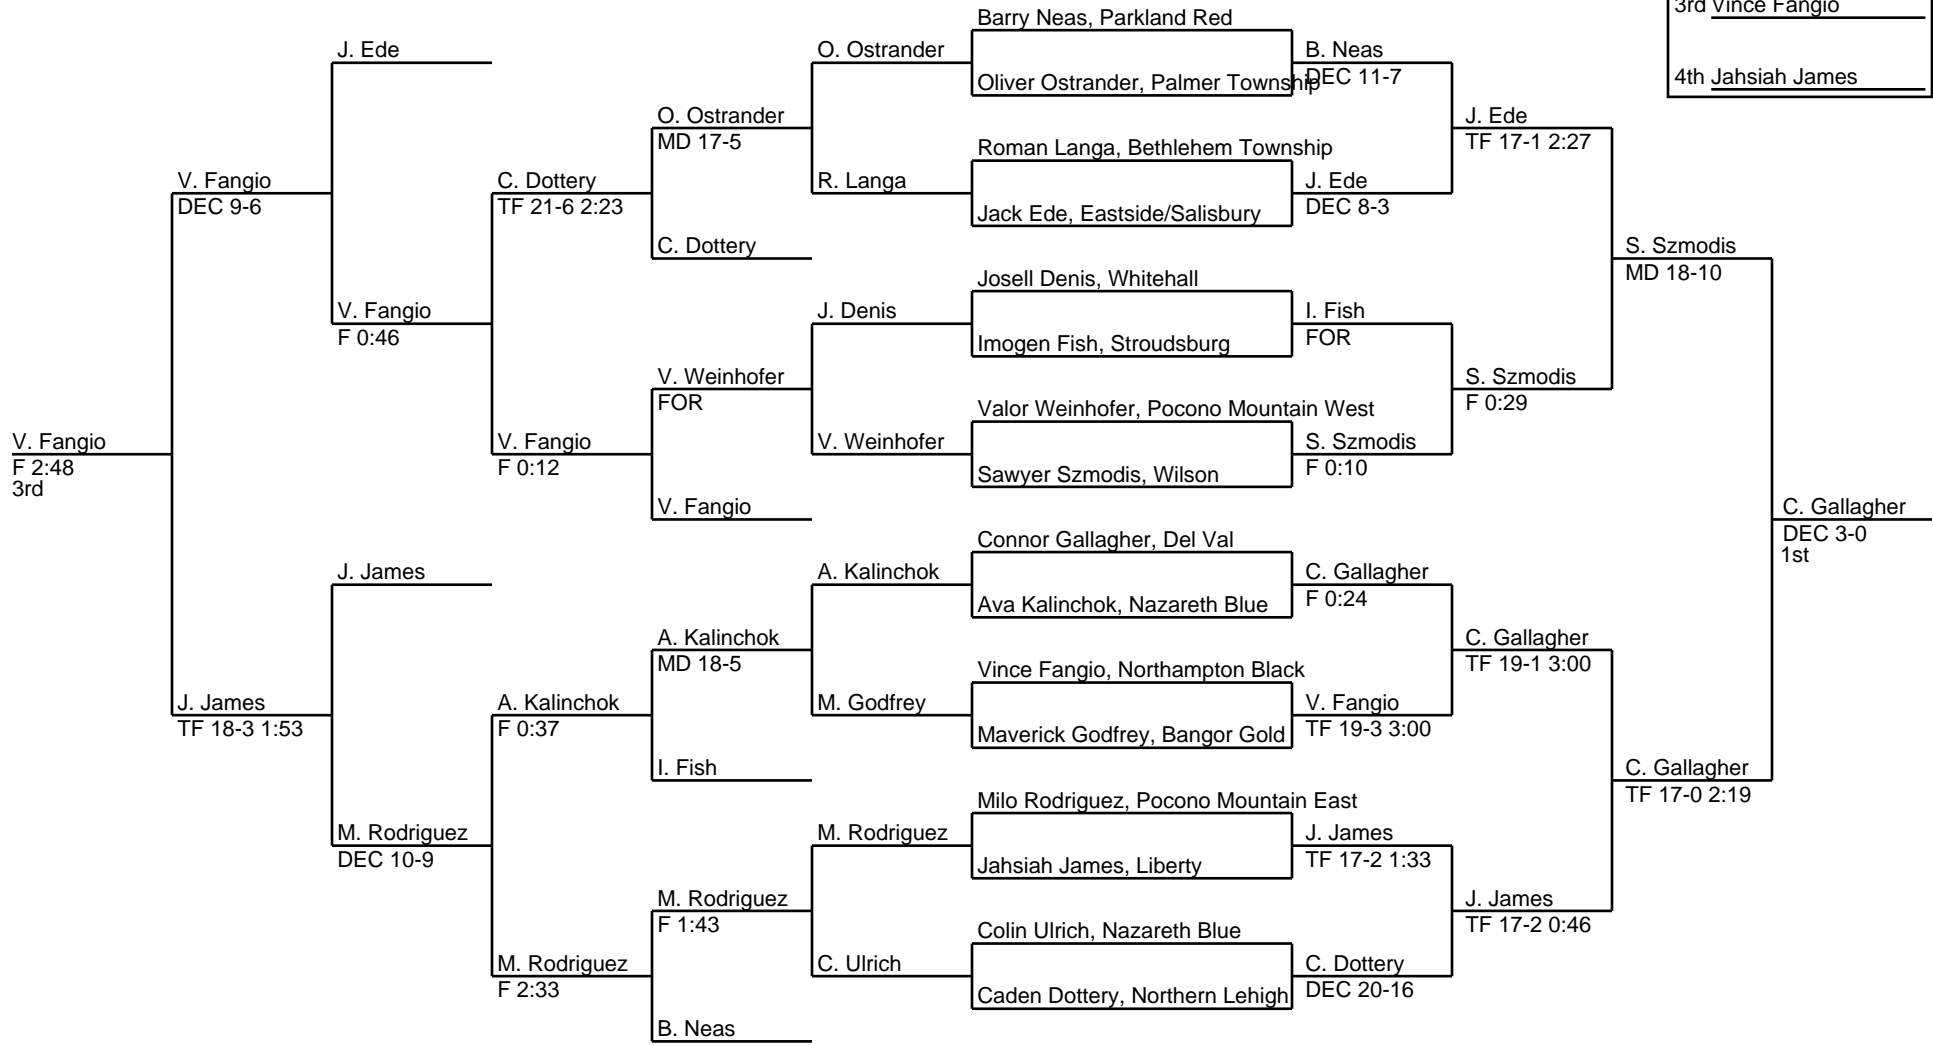 3rd Vince Fangio
4th Jahsiah James
Barry Neas, Parkland Red
Oliver Ostrander, Palmer Township
Roman Langa, Bethlehem Township
Jack Ede, Eastside/Salisbury
Josell Denis, Whitehall
Imogen Fish, Stroudsburg
Valor Weinhofer, Pocono Mountain West
Sawyer Szmodis, Wilson
Connor Gallagher, Del Val
Ava Kalinchok, Nazareth Blue
Vince Fangio, Northampton Black
Maverick Godfrey, Bangor Gold
Milo Rodriguez, Pocono Mountain East
Jahsiah James, Liberty
Colin Ulrich, Nazareth Blue
Caden Dottery, Northern Lehigh
B. Neas
DEC 11-7
J. Ede
DEC 8-3
I. Fish
FOR
S. Szmodis
F 0:10
C. Gallagher
F 0:24
V. Fangio
TF 19-3 3:00
J. James
TF 17-2 1:33
C. Dottery
DEC 20-16
J. Ede
TF 17-1 2:27
S. Szmodis
F 0:29
C. Gallagher
TF 19-1 3:00
J. James
TF 17-2 0:46
S. Szmodis
MD 18-10
C. Gallagher
TF 17-0 2:19
C. Gallagher
DEC 3-0
1st
O. Ostrander
R. Langa
J. Denis
V. Weinhofer
A. Kalinchok
M. Godfrey
M. Rodriguez
C. Ulrich
O. Ostrander
MD 17-5
C. Dottery
V. Weinhofer
FOR
V. Fangio
A. Kalinchok
MD 18-5
I. Fish
M. Rodriguez
F 1:43
B. Neas
C. Dottery
TF 21-6 2:23
V. Fangio
F 0:12
A. Kalinchok
F 0:37
M. Rodriguez
F 2:33
J. Ede
V. Fangio
F 0:46
J. James
M. Rodriguez
DEC 10-9
V. Fangio
DEC 9-6
J. James
TF 18-3 1:53
V. Fangio
F 2:48
3rd